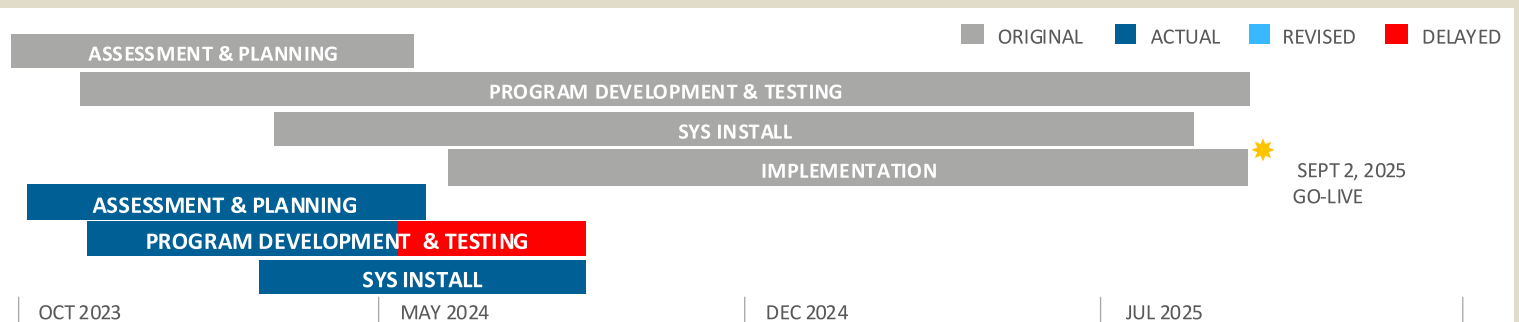 ORIGINAL ACTUAL REVISED DELAYED
ASSESSMENT & PLANNING
PROGRAM DEVELOPMENT & TESTING
SYS INSTALL
IMPLEMENTATION
SEPT 2, 2025
GO-LIVE
ASSESSMENT & PLANNING
PROGRAM DEVELOPMENT & TESTING
SYS INSTALL
OCT 2023 MAY 2024 DEC 2024 JUL 2025